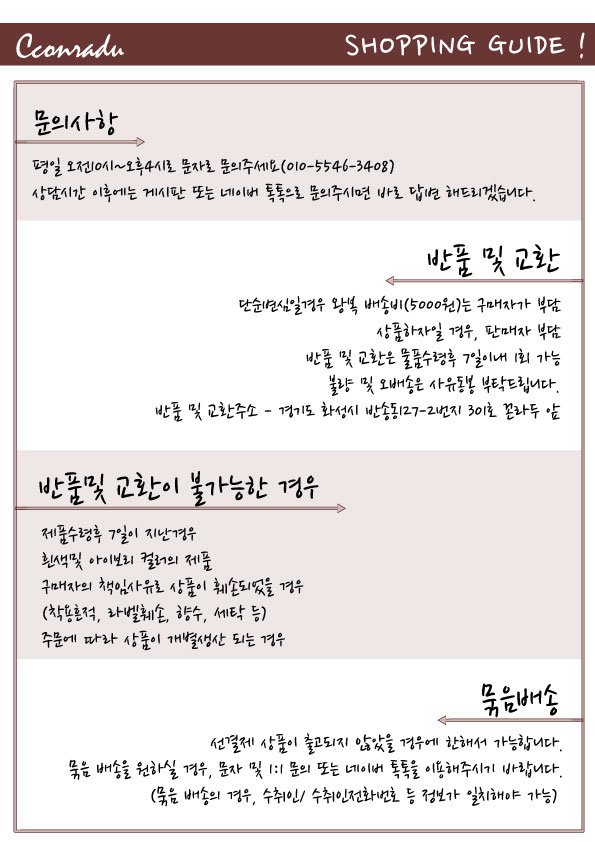 Cconradu
SHOPPING GUIDE !
문의사항
평일 오전10시~오후4시로 문자로 문의주세요(010-5546-3408)
상담시간 이후에는 게시판 또는 네이버 톡톡으로 문의주시면 바로 답변 해드리겠습니다.
반품 및 교환
단순변심일경우 왕복 배송비(5000원)는 구매자가 부담
상품하자일 경우, 판매자 부담
반품 및 교환은 물품수령후 7일이내 1회 가능
불량 및 오배송은 사유동봉 부탁드립니다.
반품 및 교환주소 - 경기도 화성시 반송동127-2번지 301호 꼰라두 앞
반품및 교환이 불가능한 경우
제품수령후 7일이 지난경우
흰색및 아이보리 컬러의 제품
구매자의 책임사유로 상품이 훼손되었을 경우
(착용흔적, 라벨훼손, 향수, 세탁 등)
주문에 따라 상품이 개별생산 되는 경우
묶음배송
선결제 상품이 출고되지 않았을 경우에 한해서 가능합니다.
묶음 배송을 원하실 경우, 문자 및 1:1 문의 또는 네이버 톡톡을 이용해주시기 바랍니다.
(묶음 배송의 경우, 수취인/ 수취인전화번호 등 정보가 일치해야 가능)